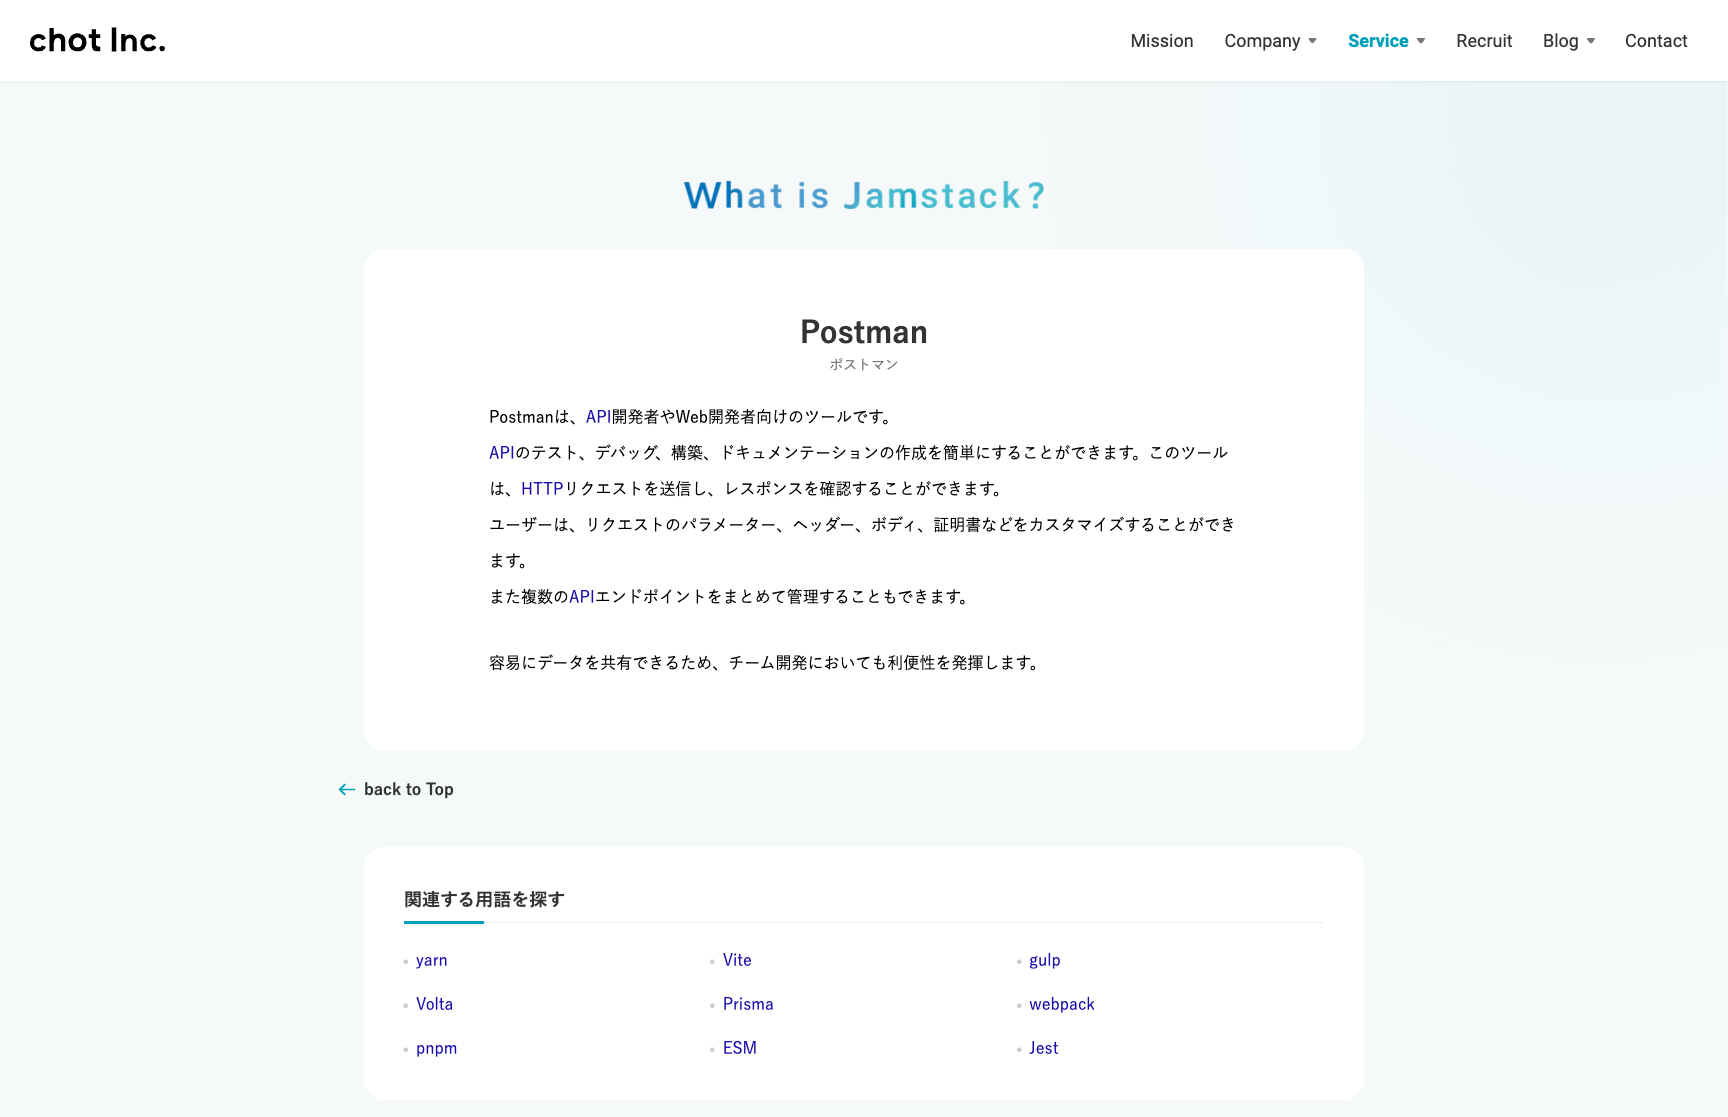 chot Inc.
Mission Company Service Recruit Blog Contact
What is Jamstack?
Postman
ポストマン
Postmanは、API開発者やWeb開発者向けのツールです。
APIのテスト、デバッグ、構築、ドキュメンテーションの作成を簡単にすることができます。このツール
は、HTTPリクエストを送信し、レスポンスを確認することができます。
ユーザーは、リクエストのパラメーター、ヘッダー、ボディ、証明書などをカスタマイズすることができ
ます。
また複数のAPIエンドポイントをまとめて管理することもできます。
容易にデータを共有できるため、チーム開発においても利便性を発揮します。
back to Top
関連する用語を探す
yarn Vite gulp
Volta Prisma webpack
pnpm ESM Jest